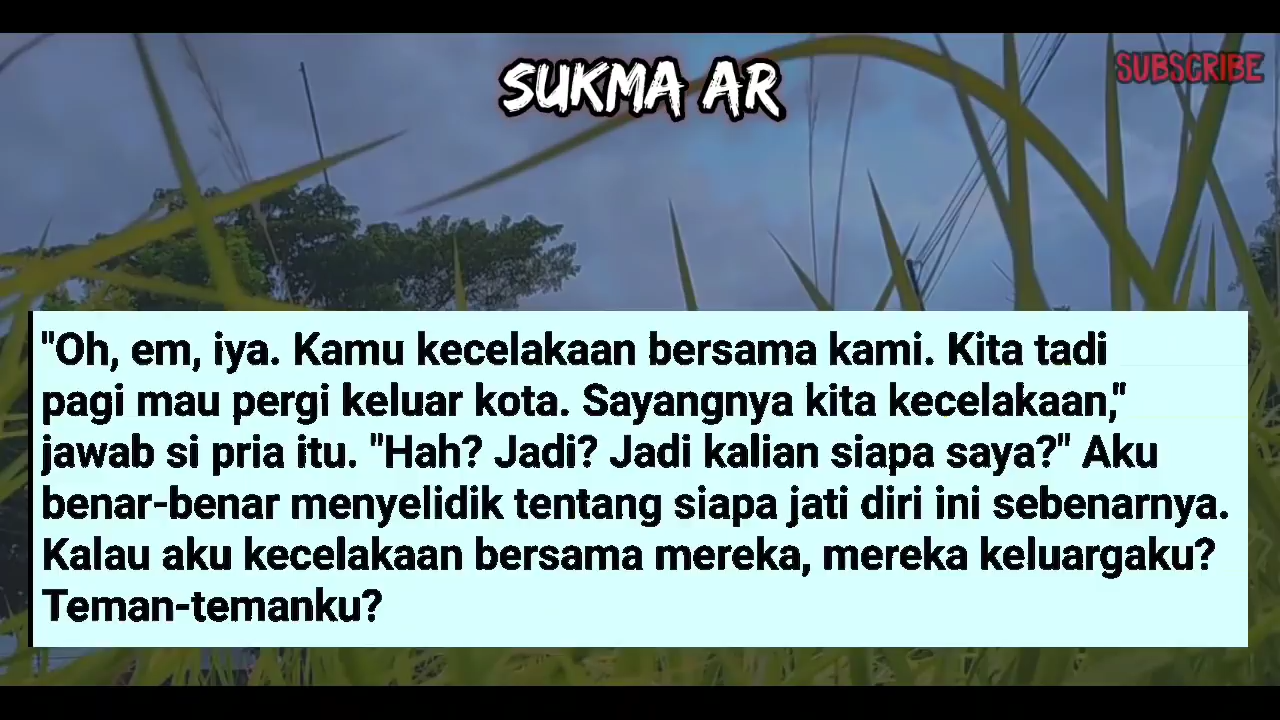 SUKMA AR
SUBSCRIBE
"Oh, em, iya. Kamu kecelakaan bersama kami. Kita tadi
pagi mau pergi keluar kota. Sayangnya kita kecelakaan,"
jawab si pria itu. "Hah? Jadi? Jadi kalian siapa saya?" Aku
benar-benar menyelidik tentang siapa jati diri ini sebenarnya.
Kalau aku kecelakaan bersama mereka, mereka keluargaku?
Teman-temanku?